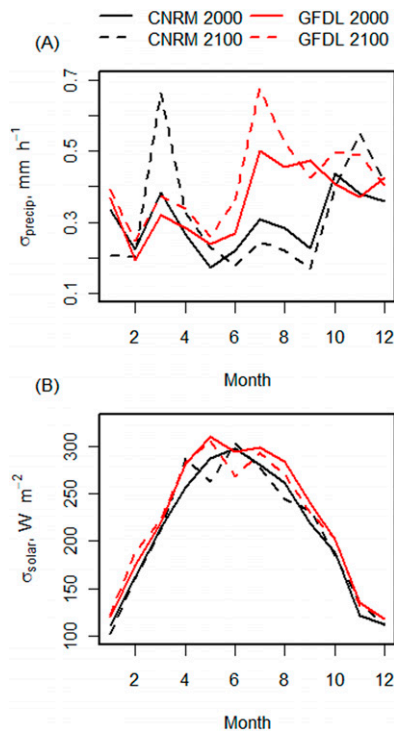 CNRM 2000 GFDL 2000
CNRM 2100 GFDL 2100
(A)
σprecip, mm h⁻¹
0.7
0.5
0.3
0.1
2 4 6 8 10 12
Month
(B)
σsolar, W m⁻²
300
250
200
150
100
2 4 6 8 10 12
Month